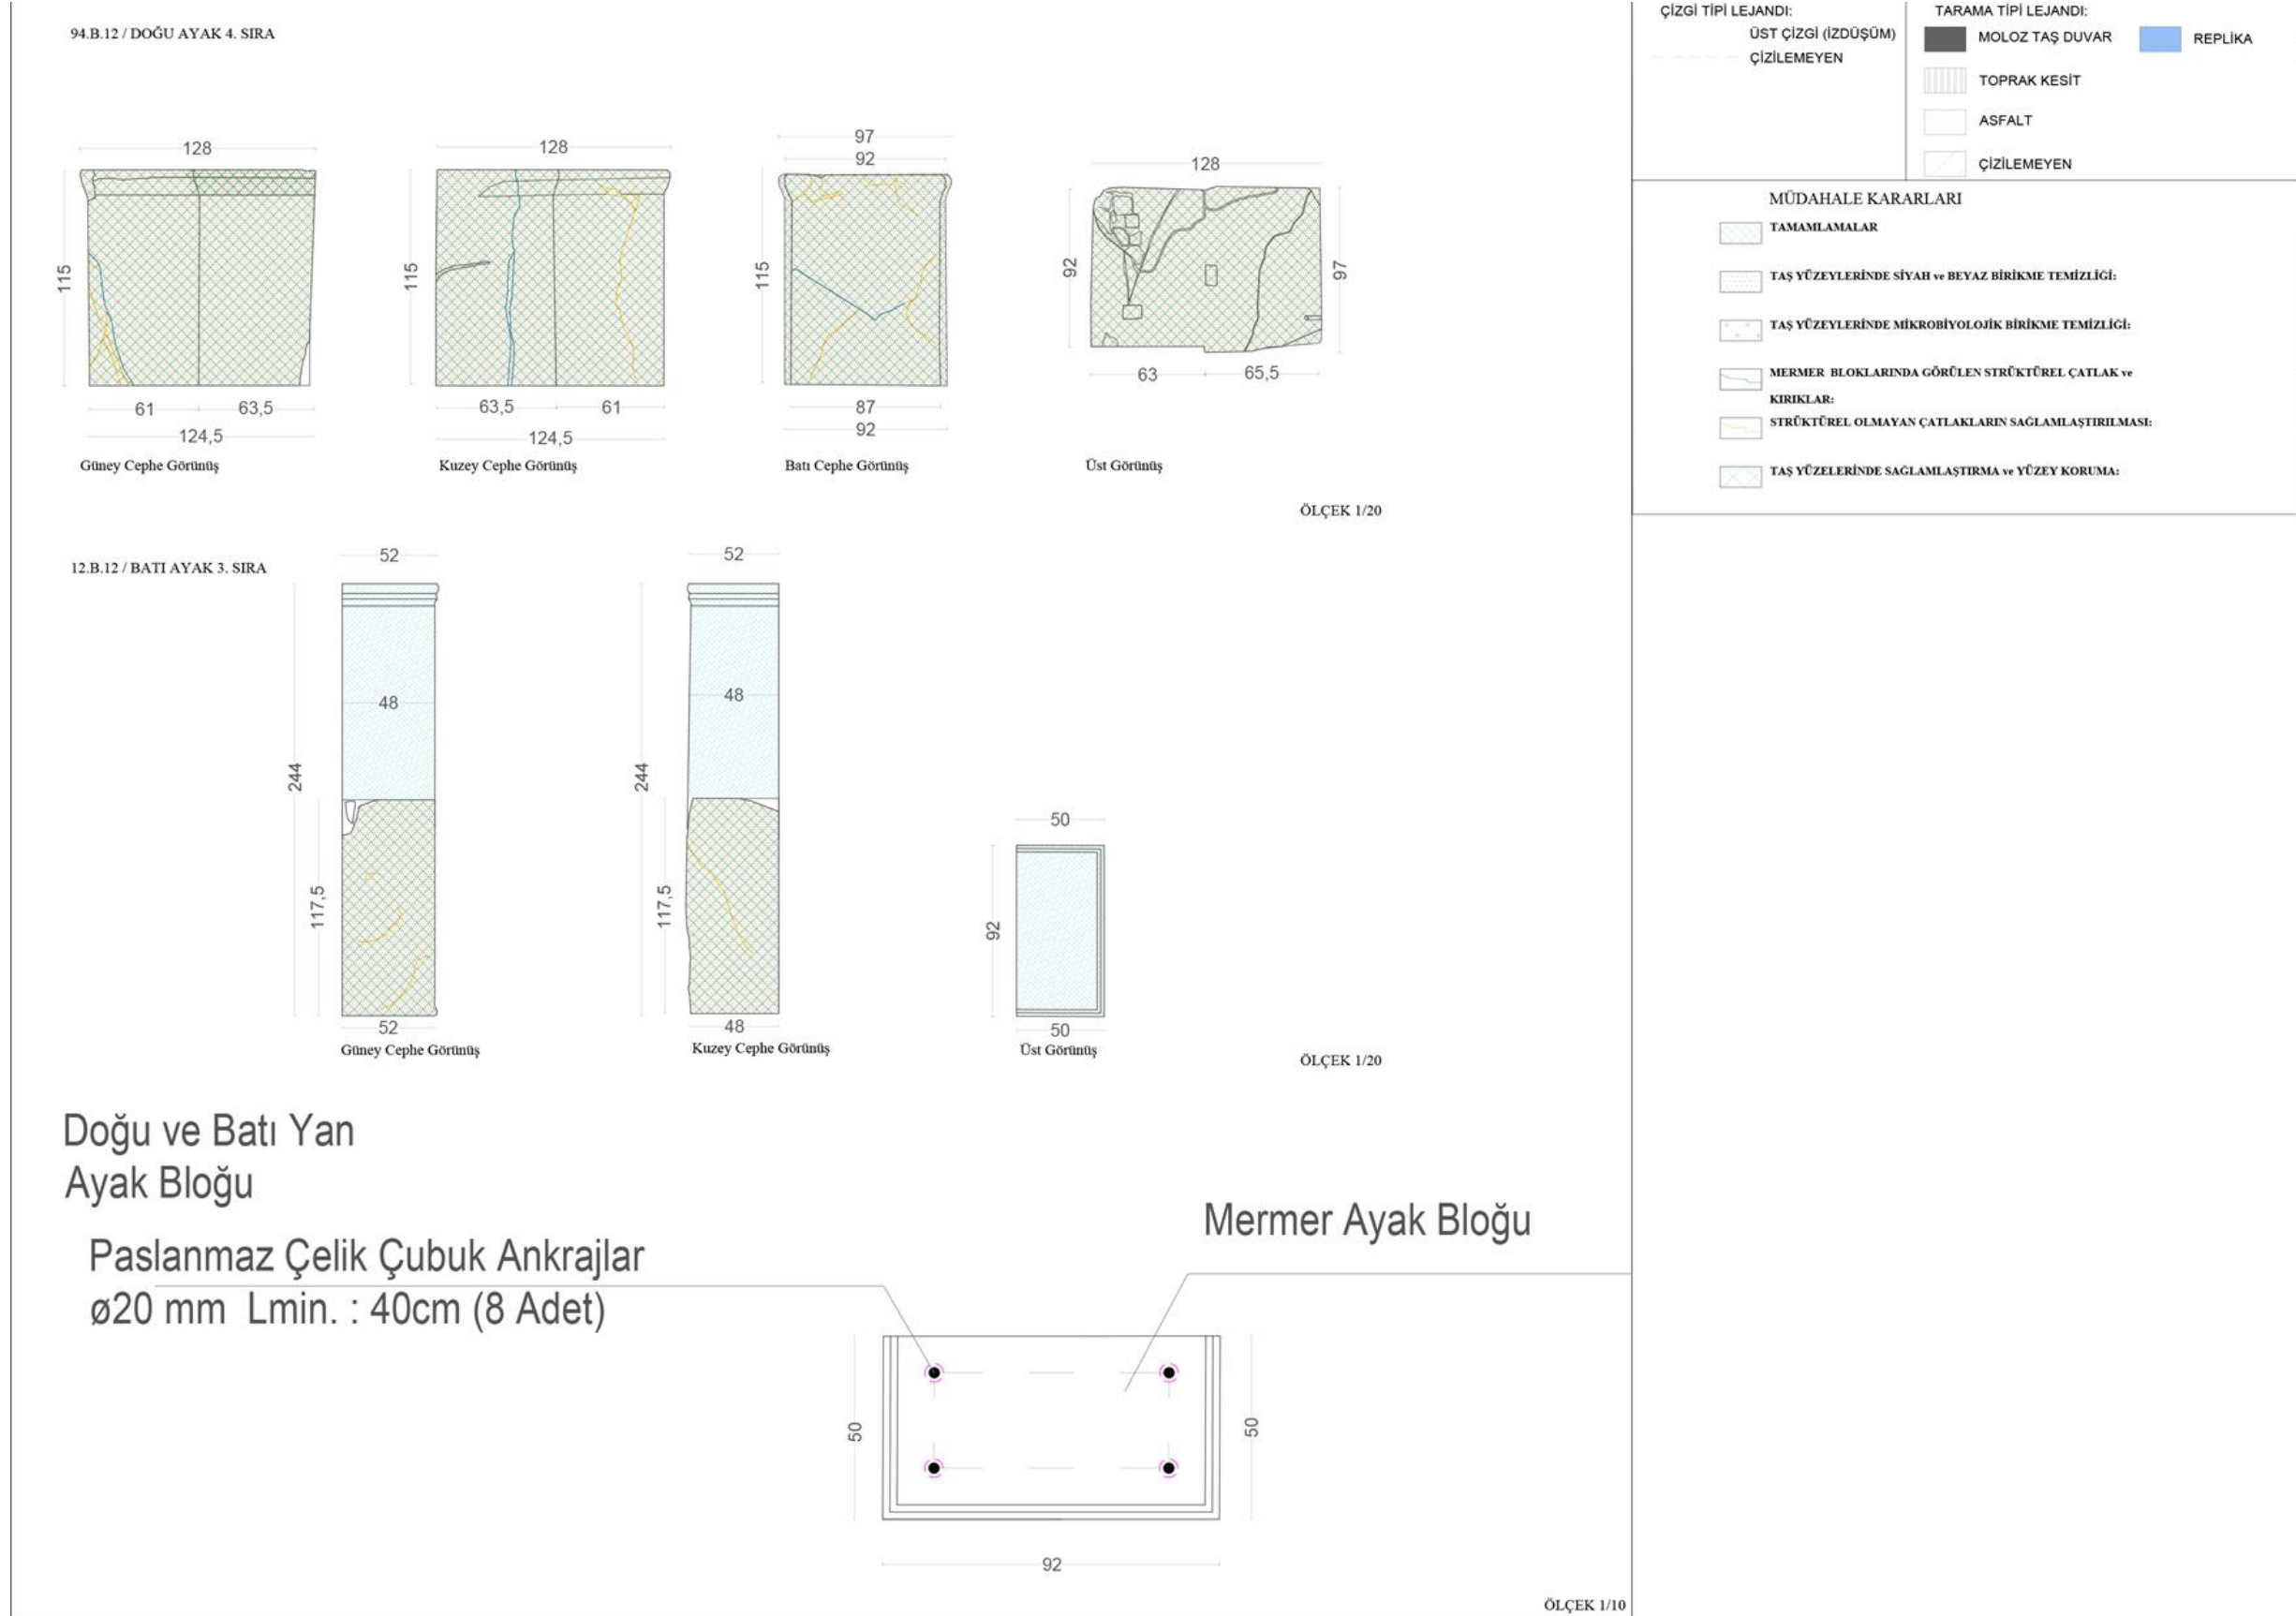 94.B.12 / DOĞU AYAK 4. SIRA
128
115
61
63,5
124,5
Güney Cephe Görünüş
128
115
63,5
61
124,5
Kuzey Cephe Görünüş
97
92
115
87
92
Batı Cephe Görünüş
128
92
97
63
65,5
Üst Görünüş
ÖLÇEK 1/20
12.B.12 / BATI AYAK 3. SIRA
52
48
244
117,5
52
Güney Cephe Görünüş
52
48
244
117,5
48
Kuzey Cephe Görünüş
50
92
50
Üst Görünüş
ÖLÇEK 1/20
Doğu ve Batı Yan
Ayak Bloğu
Paslanmaz Çelik Çubuk Ankrajlar
ø20 mm Lmin. : 40cm (8 Adet)
Mermer Ayak Bloğu
50
50
92
ÖLÇEK 1/10
ÇİZGİ TİPİ LEJANDI:
ÜST ÇİZGİ (İZDÜŞÜM)
ÇİZİLEMEYEN
TARAMA TİPİ LEJANDI:
MOLOZ TAŞ DUVAR
REPLİKA
TOPRAK KESİT
ASFALT
ÇİZİLEMEYEN
MÜDAHALE KARARLARI
TAMAMLAMALAR
TAŞ YÜZEYLERİNDE SİYAH ve BEYAZ BİRİKME TEMİZLİĞİ:
TAŞ YÜZEYLERİNDE MİKROBİYOLOJİK BİRİKME TEMİZLİĞİ:
MERMER BLOKLARINDA GÖRÜLEN STRÜKTÜREL ÇATLAK ve
KIRIKLAR:
STRÜKTÜREL OLMAYAN ÇATLAKLARIN SAĞLAMLAŞTIRILMASI:
TAŞ YÜZELERİNDE SAĞLAMLAŞTIRMA ve YÜZEY KORUMA: